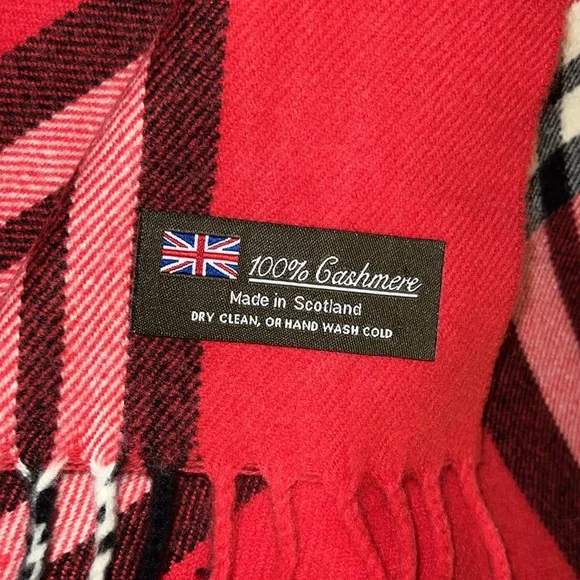 100% Cashmere
Made in Scotland
DRY CLEAN, OR HAND WASH COLD